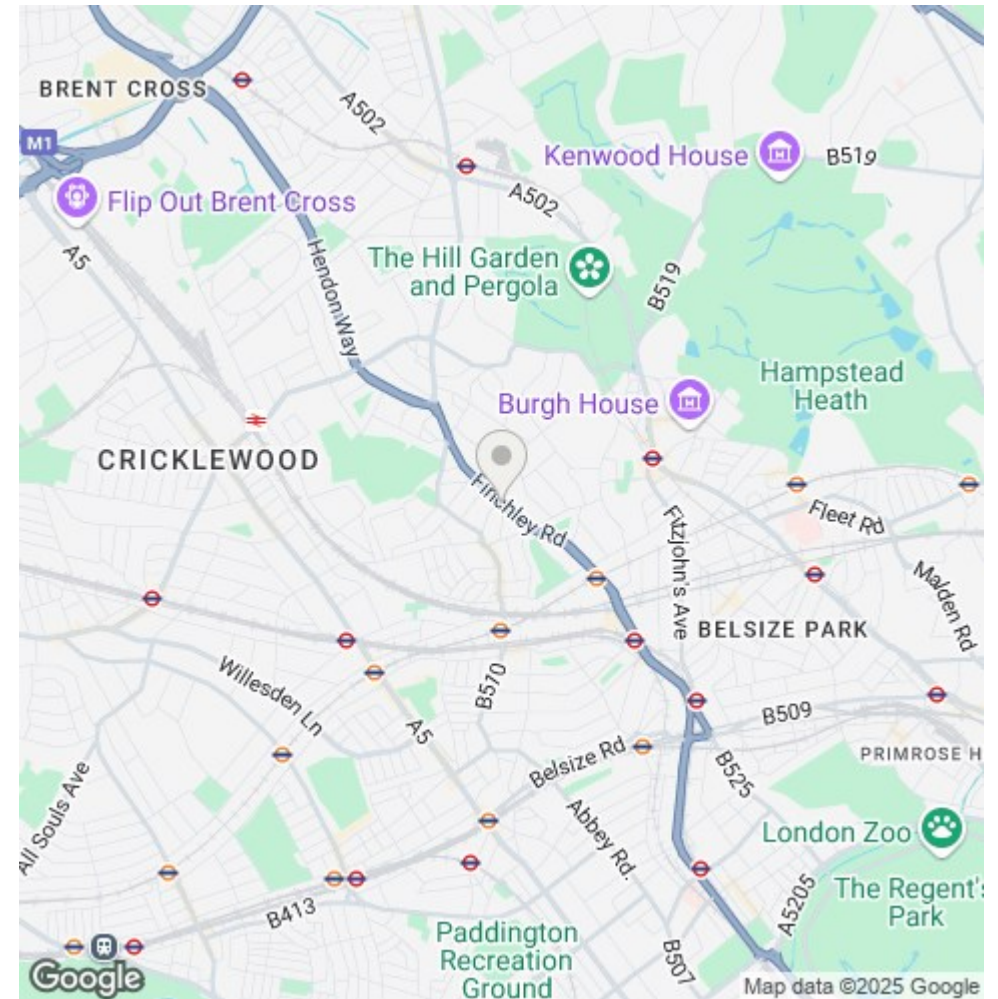 BRENT CROSS
A502
M1
Kenwood House
B519
Flip Out Brent Cross
A502
A5
The Hill Garden
and Pergola
B519
Hendon Way
Hampstead
Heath
Burgh House
CRICKLEWOOD
Finchley Rd
Fleet Rd
Fitzjohn's Ave
Malden Rd
BELSIZE PARK
Willesden Ln
B510
A5
B509
Belsize Rd
B525
PRIMROSE H
All Souls Ave
Abbey Rd.
London Zoo
A5205
The Regent's
Park
B413
Paddington
Recreation
Ground
B507
Google
Map data ©2025 Google